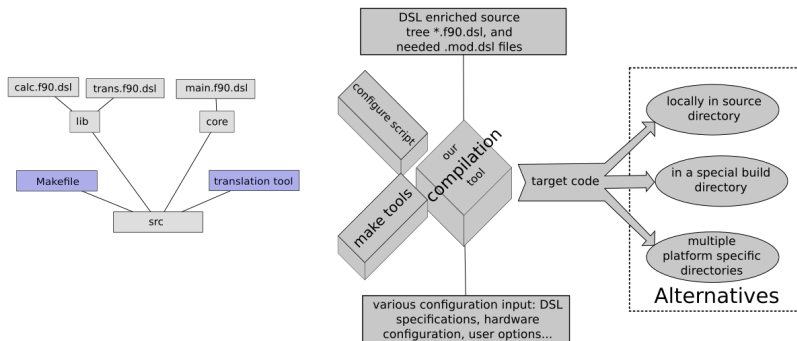 DSL enriched source
tree *.f90.dsl, and
needed .mod.dsl files
calc.f90.dsl
trans.f90.dsl
main.f90.dsl
lib
core
Makefile
translation tool
src
configure script
make tools
our
compilation
tool
target code
locally in source
directory
in a special build
directory
multiple
platform specific
directories
Alternatives
various configuration input: DSL
specifications, hardware
configuration, user options...